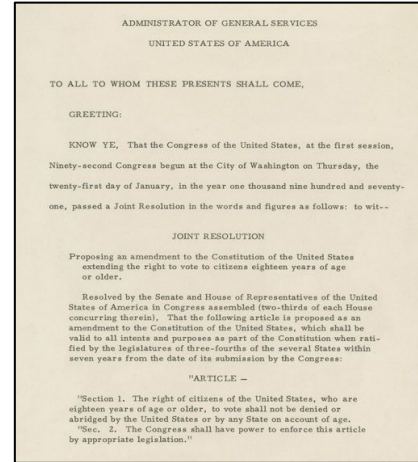 ADMINISTRATOR OF GENERAL SERVICES
UNITED STATES OF AMERICA
TO ALL TO WHOM THESE PRESENTS SHALL COME,
GREETING:
KNOW YE, That the Congress of the United States, at the first session,
Ninety-second Congress begun at the City of Washington on Thursday, the
twenty-first day of January, in the year one thousand nine hundred and seventy-
one, passed a Joint Resolution in the words and figures as follows: to wit--
JOINT RESOLUTION
Proposing an amendment to the Constitution of the United States
extending the right to vote to citizens eighteen years of age
or older.
Resolved by the Senate and House of Representatives of the United
States of America in Congress assembled (two-thirds of each House
concurring therein), That the following article is proposed as an
amendment to the Constitution of the United States, which shall be
valid to all intents and purposes as part of the Constitution when rati-
fied by the legislatures of three-fourths of the several States within
seven years from the date of its submission by the Congress:
"ARTICLE —
"Section 1. The right of citizens of the United States, who are
eighteen years of age or older, to vote shall not be denied or
abridged by the United States or by any State on account of age.
"Sec. 2. The Congress shall have power to enforce this article
by appropriate legislation."